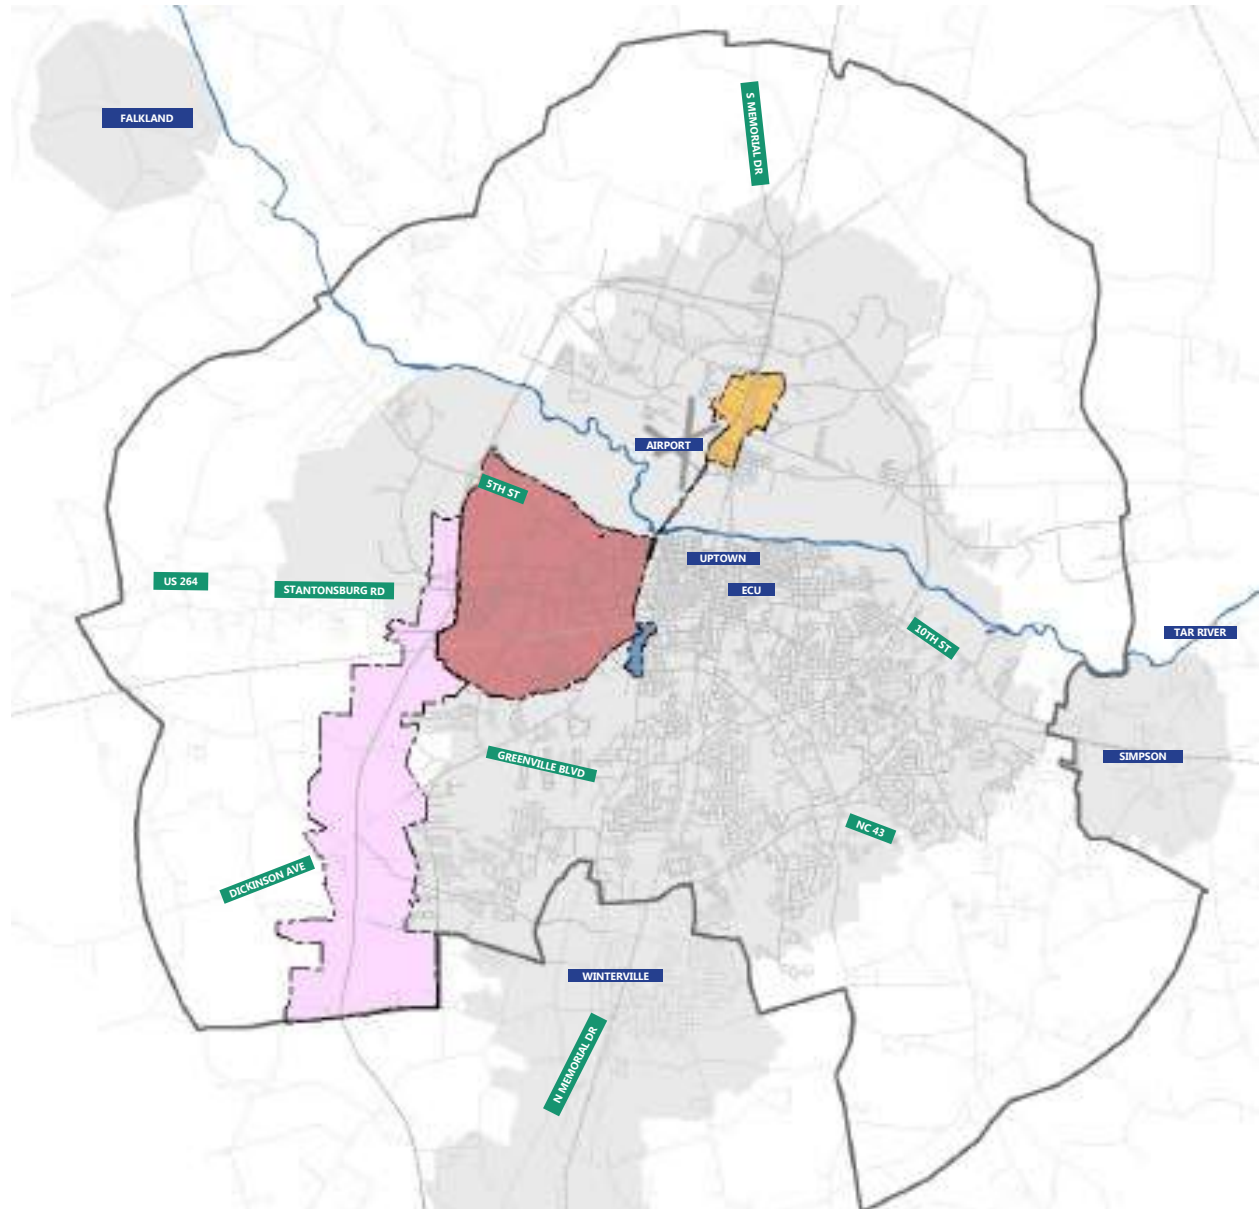 S MEMORIAL DR
FALKLAND
AIRPORT
5TH ST
UPTOWN
ECU
US 264
STANTONSBURG RD
10TH ST
TAR RIVER
GREENVILLE BLVD
SIMPSON
NC 43
DICKINSON AVE
WINTERVILLE
N MEMORIAL DR